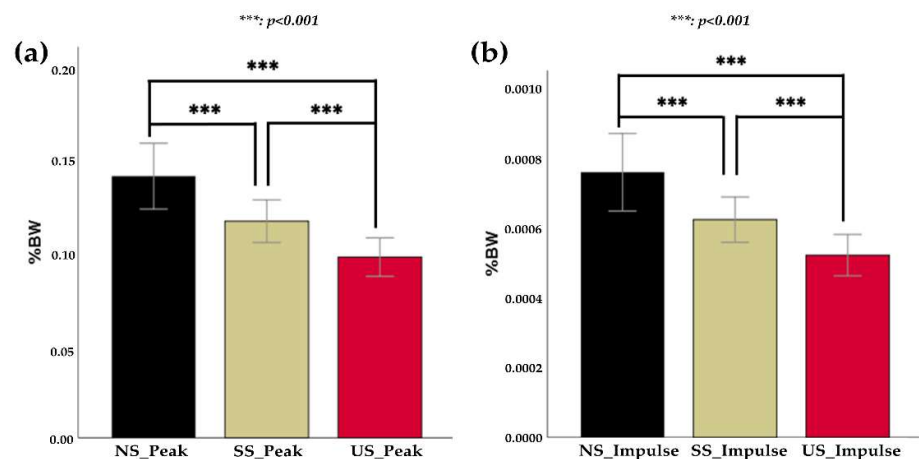 ***: p<0.001
***: p<0.001
(a)
***
***
***
0.20
0.15
0.10
0.05
0.00
%BW
NS_Peak
SS_Peak
US_Peak
(b)
***
***
***
0.0010
0.0008
0.0006
0.0004
0.0002
0.0000
%BW
NS_Impulse
SS_Impulse
US_Impulse